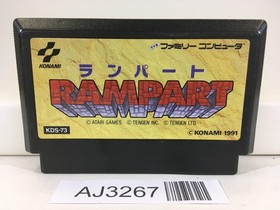 KONAMI
ファミリーコンピュータ
ランパート
RAMPART
© ATARI GAMES © TENGEN INC. © TENGEN LTD.
KDS-73
© KONAMI 1991
AJ3267